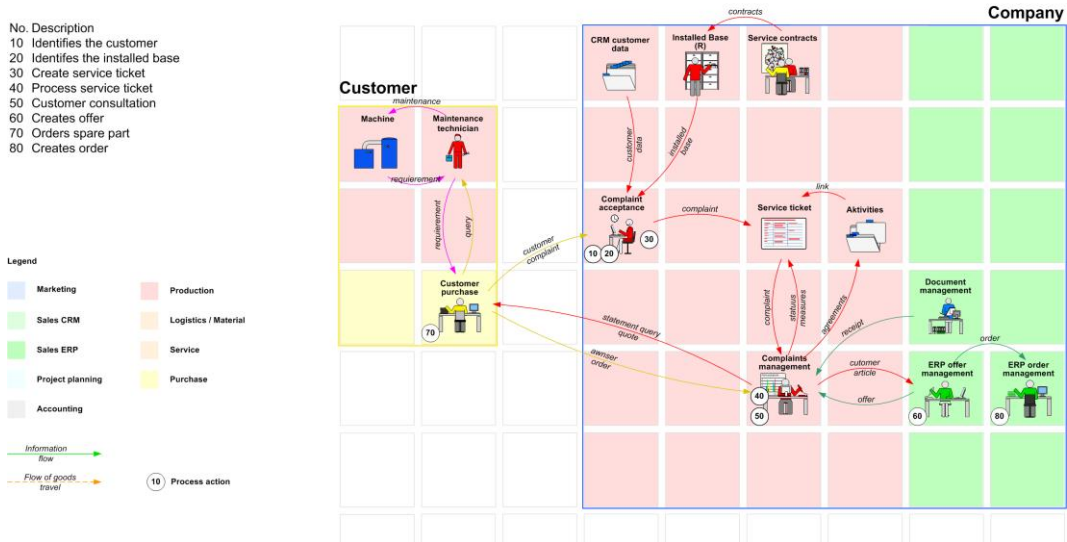 No. Description
10 Identifies the customer
20 Identifes the installed base
30 Create service ticket
40 Process service ticket
50 Customer consultation
60 Creates offer
70 Orders spare part
80 Creates order
Legend
Marketing
Production
Sales CRM
Logistics / Material
Sales ERP
Service
Project planning
Purchase
Accounting
Information
flow
Flow of goods
travel
10 Process action
Customer
maintenance
Machine
Maintenance
technician
requierement
requierement
query
Customer
purchase
70
customer
complaint
statement query
quote
awnser
order
Company
contracts
CRM customer
data
Installed Base
(R)
Service contracts
customer
data
installed
base
Complaint
acceptance
10
20
30
complaint
Service ticket
link
Aktivities
complaint
statuus
measures
agreements
receipt
Document
management
Complaints
management
40
50
cutomer
article
offer
ERP offer
management
60
order
ERP order
management
80